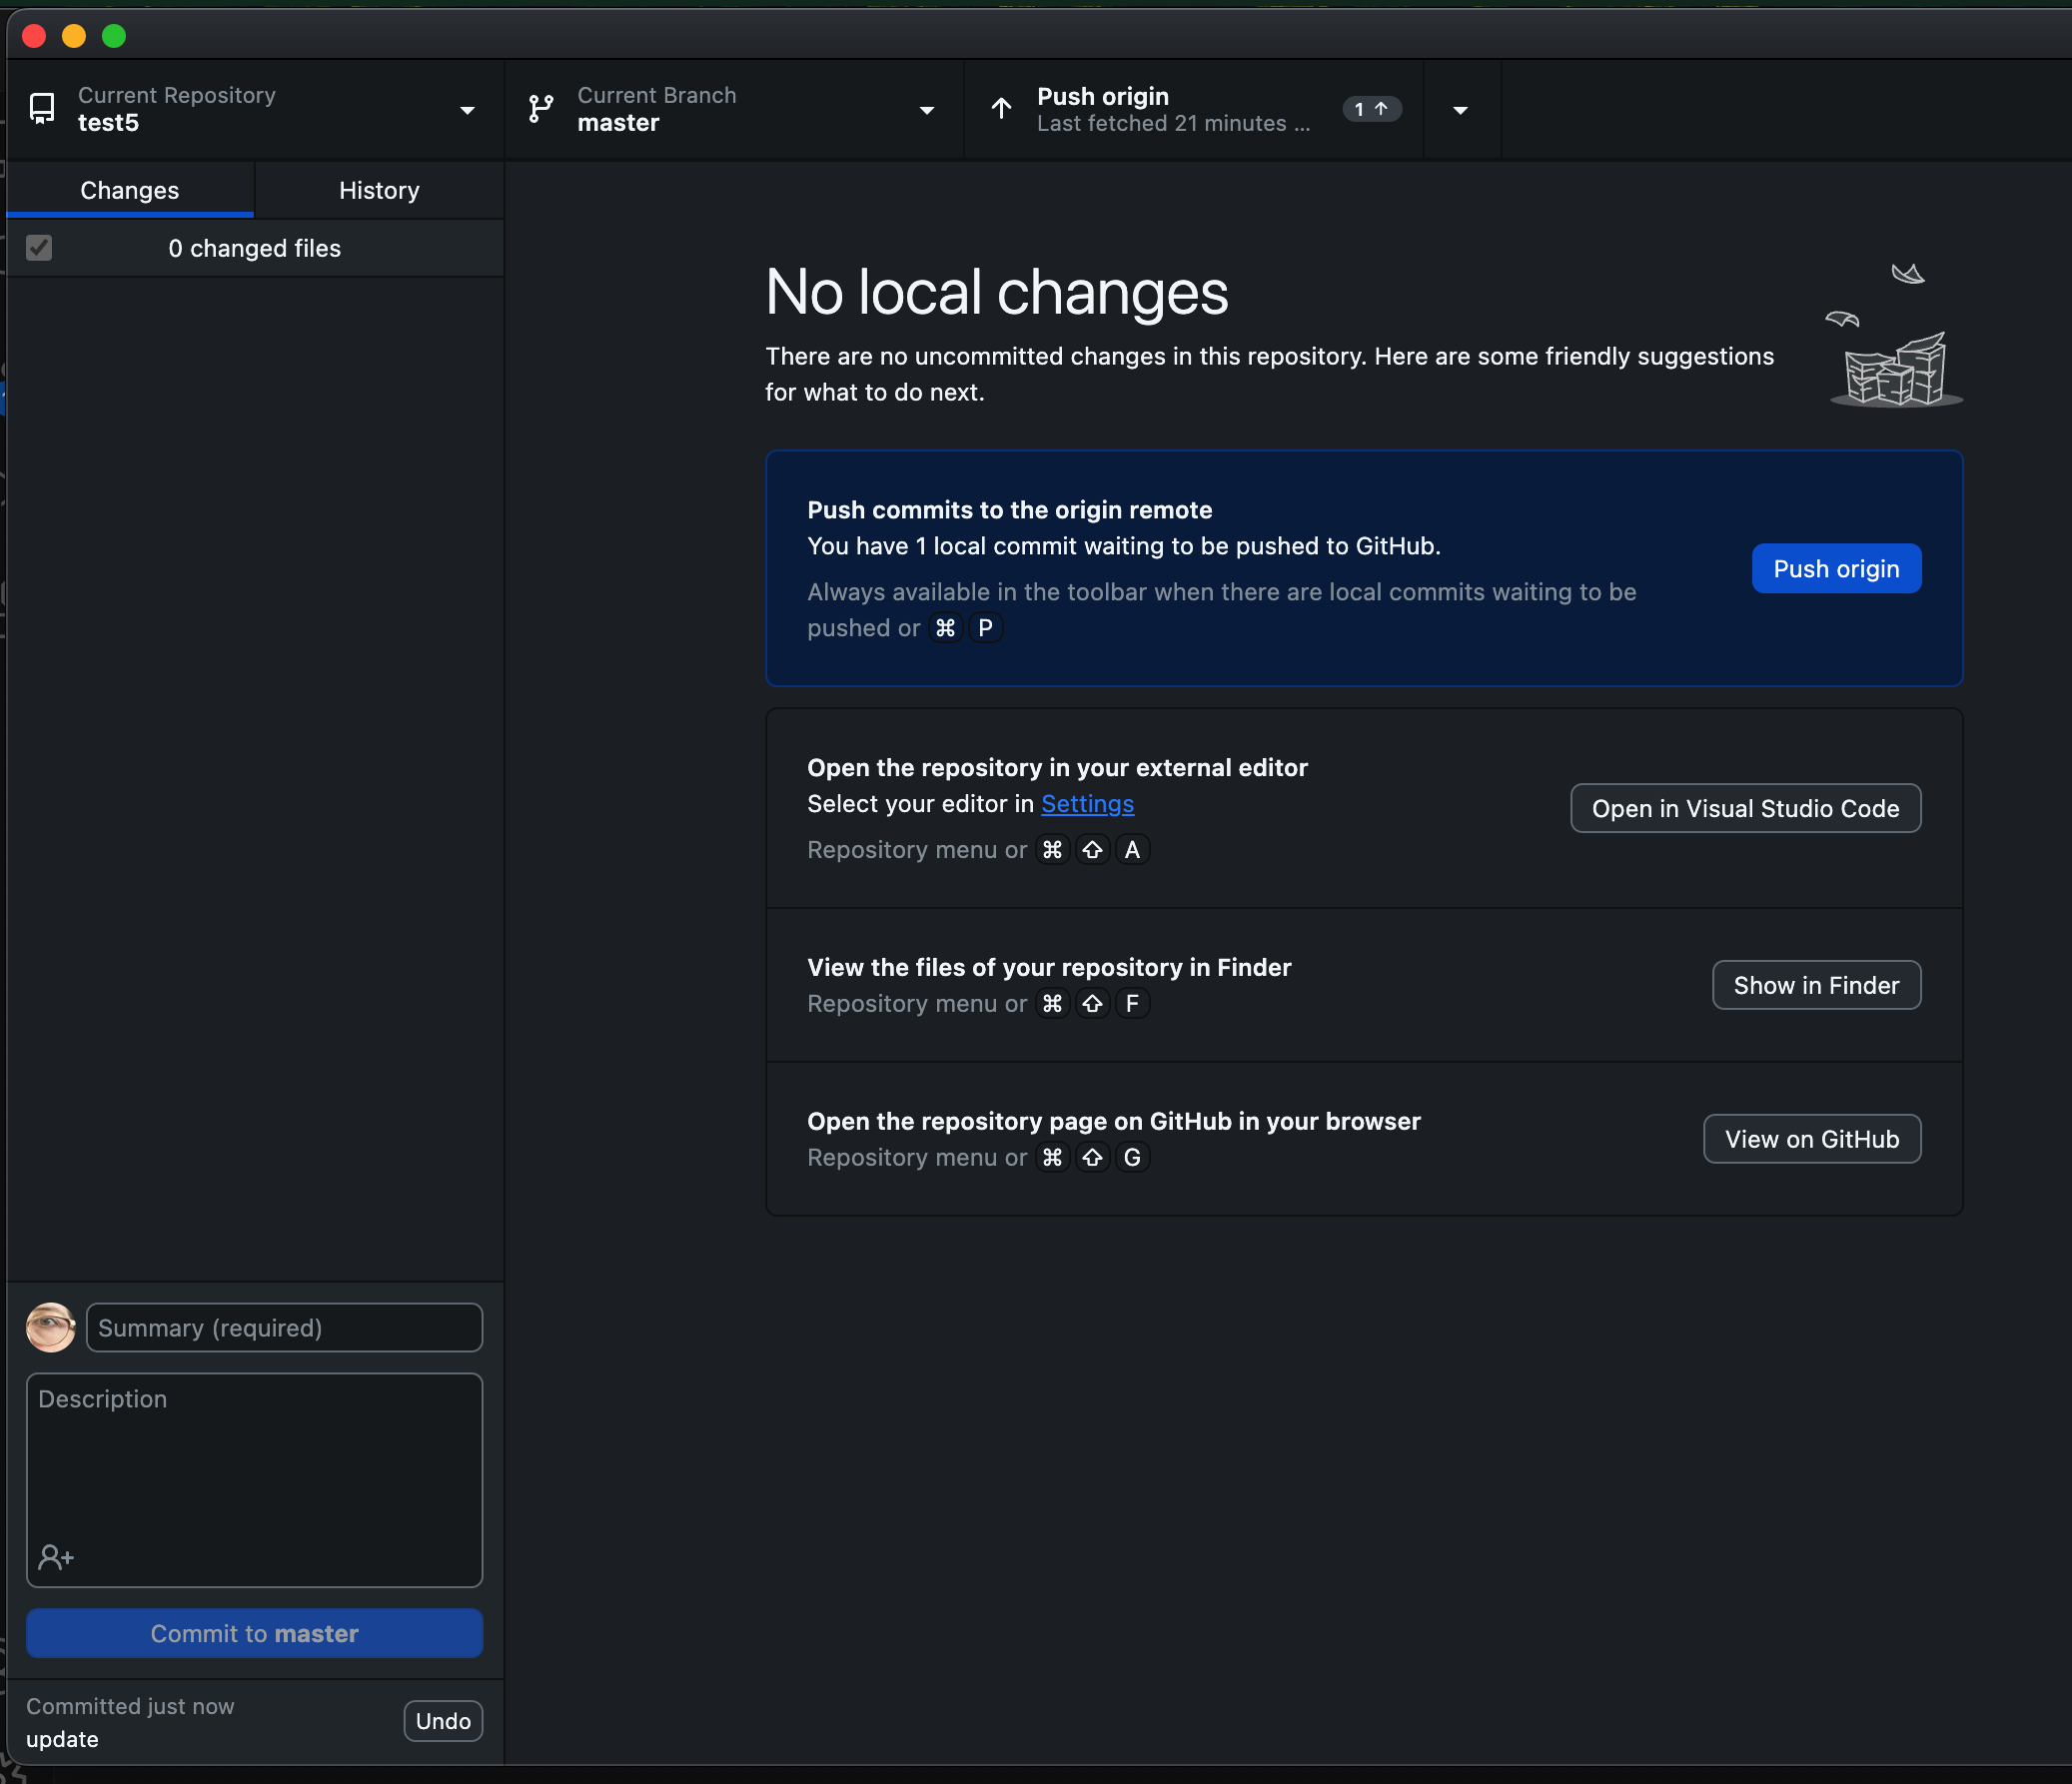 Current Repository
test5
Current Branch
master
Push origin
Last fetched 21 minutes ...
1 ↑
Changes
History
0 changed files
No local changes
There are no uncommitted changes in this repository. Here are some friendly suggestions
for what to do next.
Push commits to the origin remote
You have 1 local commit waiting to be pushed to GitHub.
Always available in the toolbar when there are local commits waiting to be
pushed or ⌘ P
Push origin
Open the repository in your external editor
Select your editor in Settings
Repository menu or ⌘ ⇧ A
Open in Visual Studio Code
View the files of your repository in Finder
Repository menu or ⌘ ⇧ F
Show in Finder
Open the repository page on GitHub in your browser
Repository menu or ⌘ ⇧ G
View on GitHub
Summary (required)
Description
Commit to master
Committed just now
update
Undo